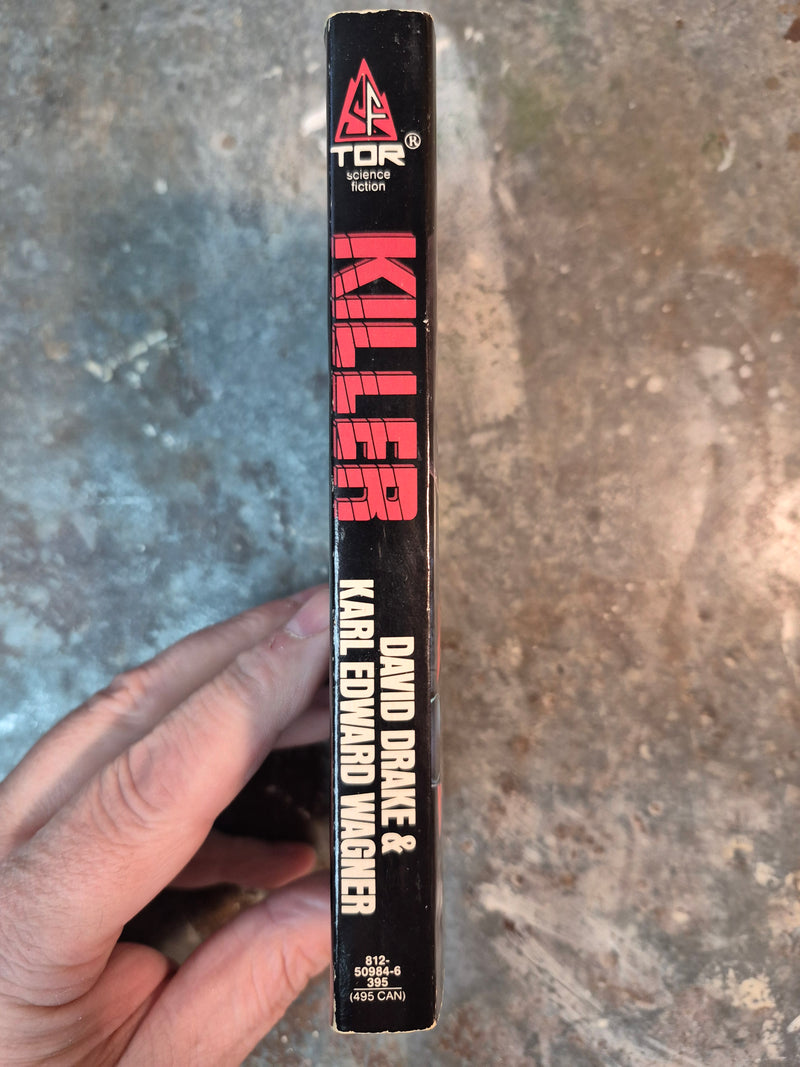 SF
TOR®
science
fiction
KILLER
DAVID DRAKE &
KARL EDWARD WAGNER
812-
50984-6
395
(495 CAN)